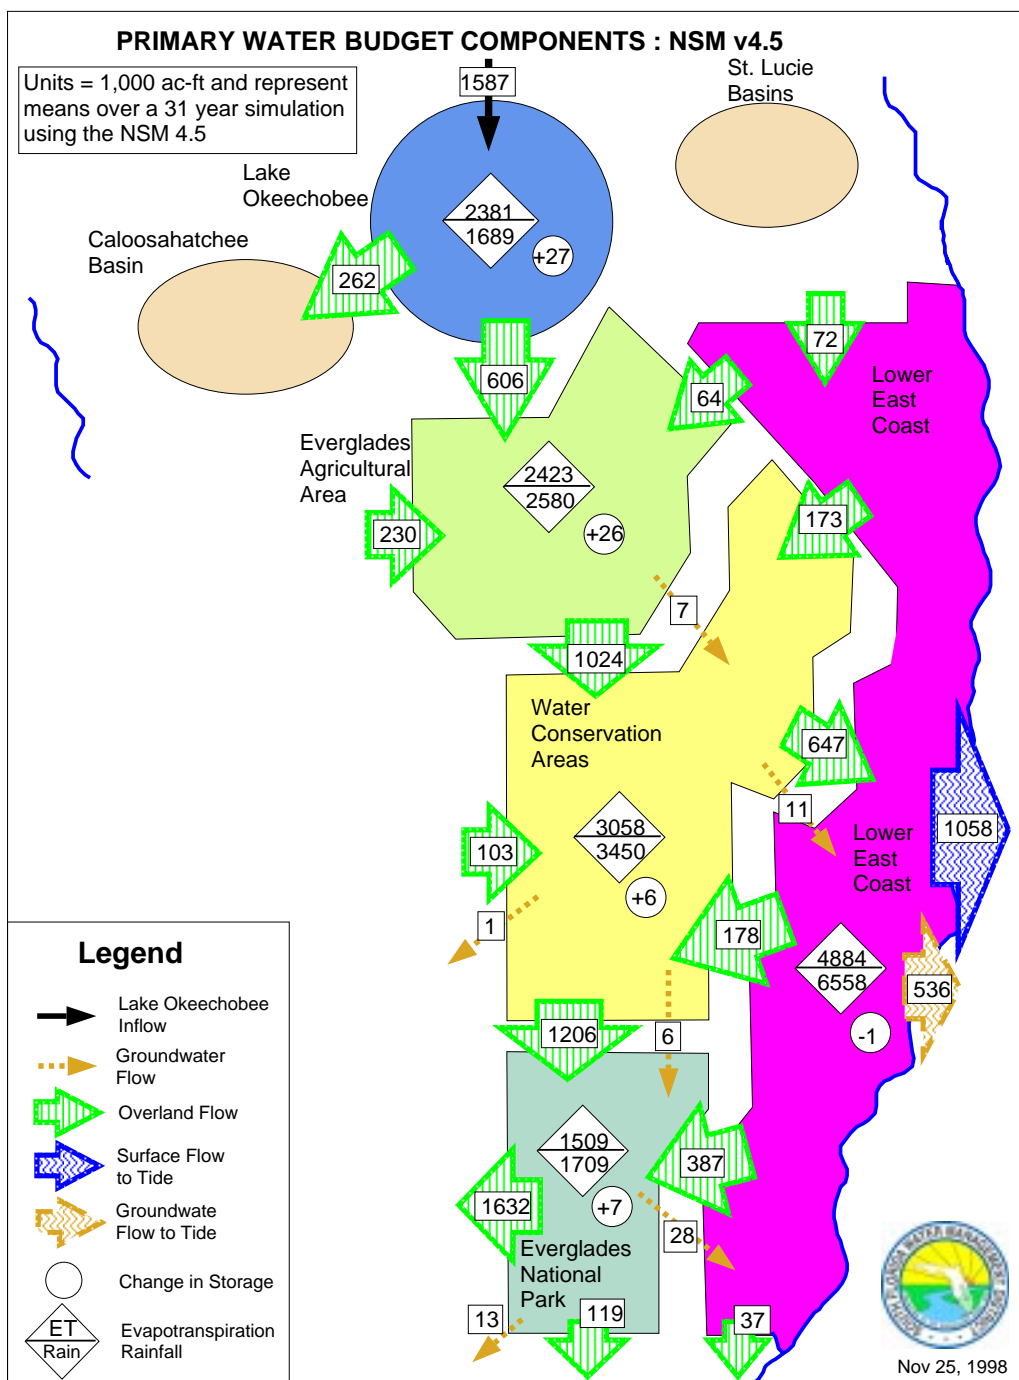 PRIMARY WATER BUDGET COMPONENTS : NSM v4.5
Units = 1,000 ac-ft and represent
means over a 31 year simulation
using the NSM 4.5
1587
St. Lucie
Basins
Lake
Okeechobee
2381
1689
+27
Caloosahatchee
Basin
262
606
72
64
Lower
East
Coast
Everglades
Agricultural
Area
2423
2580
+26
230
173
7
1024
Water
Conservation
Areas
647
11
1058
3058
3450
+6
103
1
178
Lower
East
Coast
4884
6558
-1
536
1206
6
1509
1709
+7
387
1632
28
Everglades
National
Park
13
119
37
Legend
Lake Okeechobee
Inflow
Groundwater
Flow
Overland Flow
Surface Flow
to Tide
Groundwate
Flow to Tide
Change in Storage
ET
Rain
Evapotranspiration
Rainfall
SOUTH FLORIDA WATER MANAGEMENT DISTRICT
Nov 25, 1998